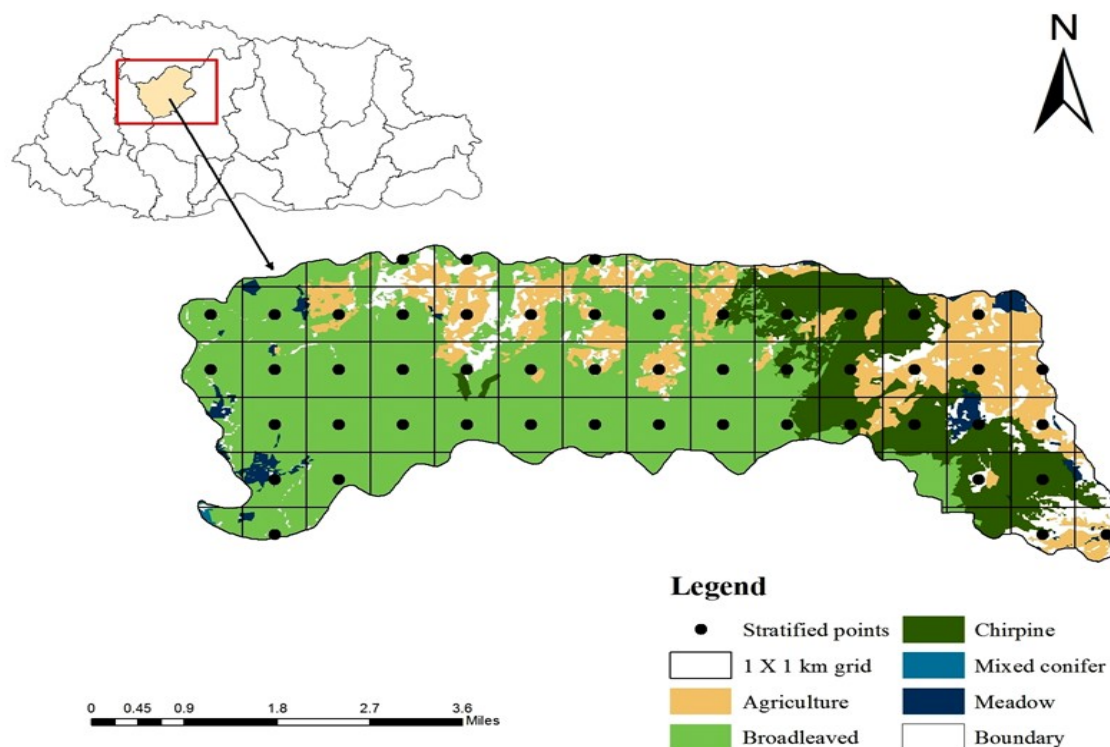 N
Legend
Stratified points
1 X 1 km grid
Agriculture
Broadleaved
Chirpine
Mixed conifer
Meadow
Boundary
0 0.45 0.9 1.8 2.7 3.6
Miles